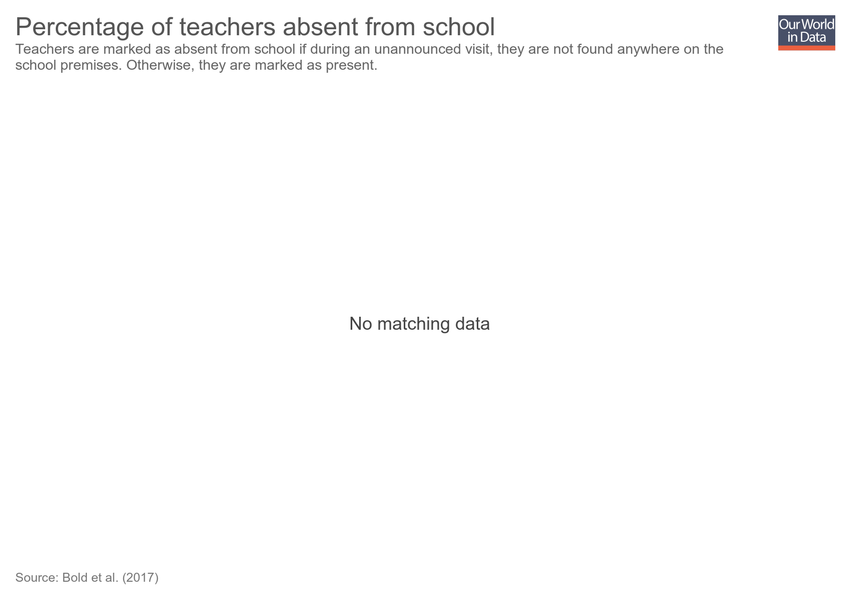 Percentage of teachers absent from school
Our World
in Data
Teachers are marked as absent from school if during an unannounced visit, they are not found anywhere on the
school premises. Otherwise, they are marked as present.
No matching data
Source: Bold et al. (2017)